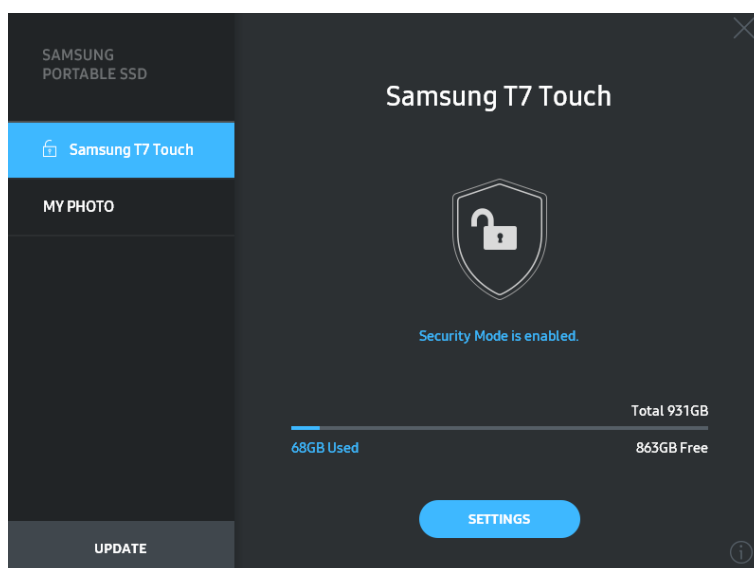 SAMSUNG
PORTABLE SSD
Samsung T7 Touch
MY PHOTO
UPDATE
Samsung T7 Touch
Security Mode is enabled.
Total 931GB
68GB Used
863GB Free
SETTINGS